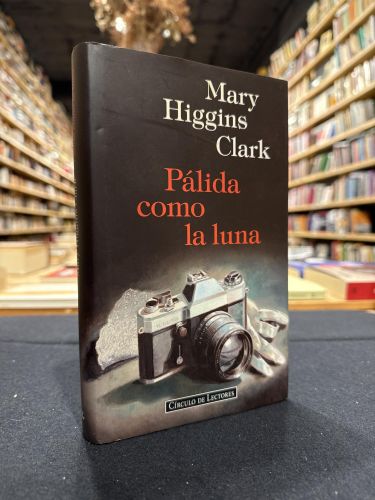 Mary
Higgins
Clark
Pálida
como
la luna
CÍRCULO DE LECTORES